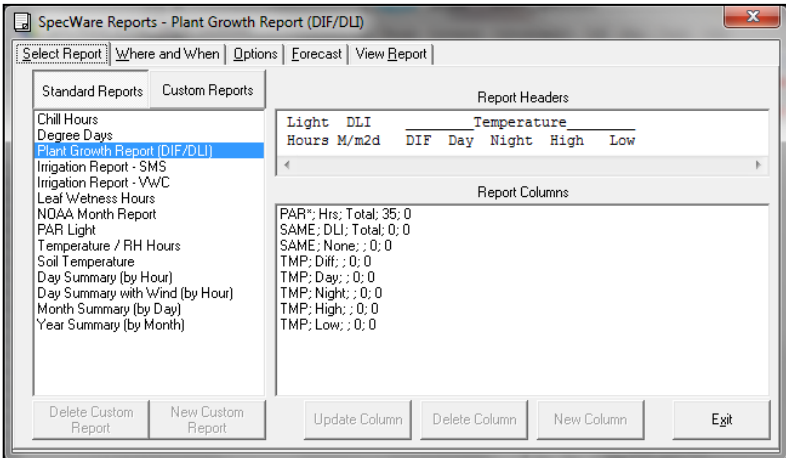 SpecWare Reports - Plant Growth Report (DIF/DLI)
Select Report Where and When Options Forecast View Report
Standard Reports Custom Reports
Chill Hours
Degree Days
Plant Growth Report (DIF/DLI)
Irrigation Report - SMS
Irrigation Report - VWC
Leaf Wetness Hours
NOAA Month Report
PAR Light
Temperature / RH Hours
Soil Temperature
Day Summary (by Hour)
Day Summary with Wind (by Hour)
Month Summary (by Day)
Year Summary (by Month)
Delete Custom Report
New Custom Report
Report Headers
Light DLI ______Temperature______
Hours M/m2d DIF Day Night High Low
Report Columns
PAR*; Hrs; Total; 35; 0
SAME; DLI; Total; 0; 0
SAME; None; ; 0; 0
TMP; Diff; ; 0; 0
TMP; Day; ; 0; 0
TMP; Night; ; 0; 0
TMP; High; ; 0; 0
TMP; Low; ; 0; 0
Update Column Delete Column New Column Exit